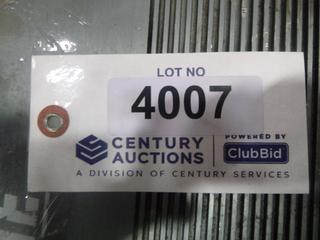 LOT NO
4007
CENTURY AUCTIONS
POWERED BY
ClubBid
A DIVISION OF CENTURY SERVICES